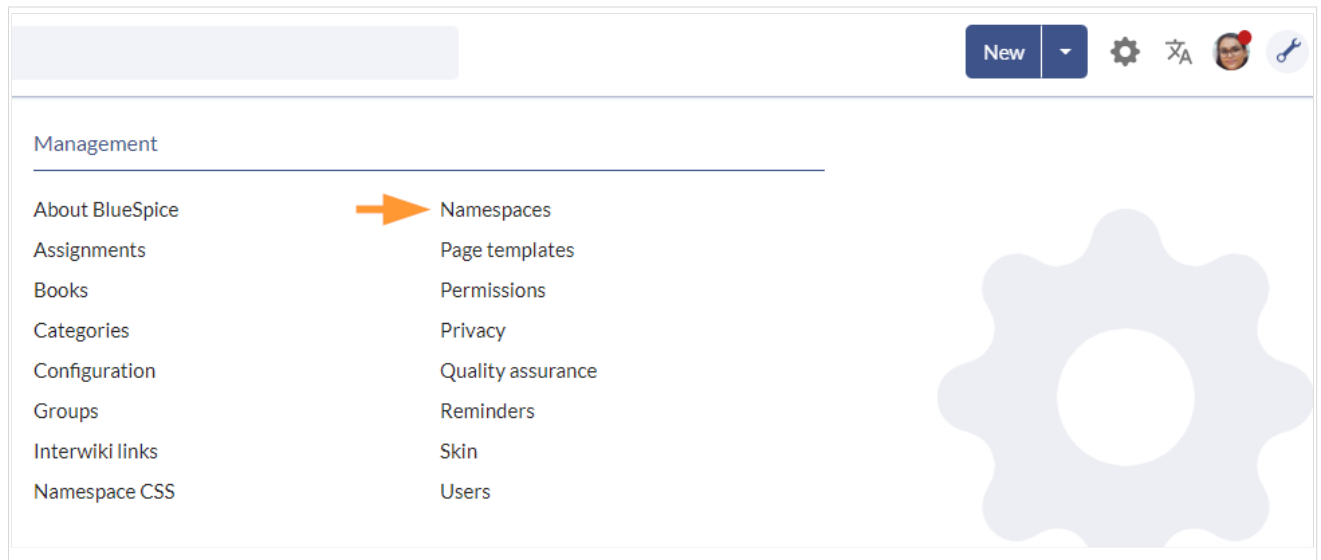 New
Management
About BlueSpice
Assignments
Books
Categories
Configuration
Groups
Interwiki links
Namespace CSS
Namespaces
Page templates
Permissions
Privacy
Quality assurance
Reminders
Skin
Users